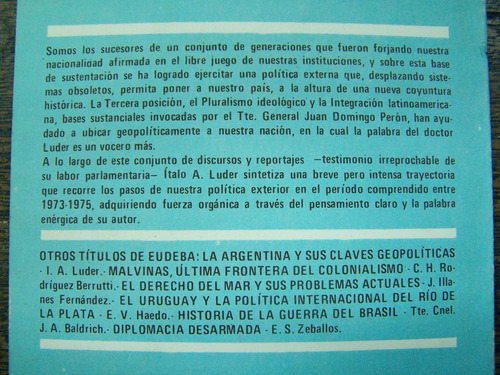 Somos los sucesores de un conjunto de generaciones que fueron forjando nuestra
nacionalidad afirmada en el libre juego de nuestras instituciones, y sobre esta base
de sustentación se ha logrado ejercitar una política externa que, desplazando siste-
mas obsoletos, permita poner a nuestro país, a la altura de una nueva coyuntura
histórica. La Tercera posición, el Pluralismo ideológico y la Integración latinoamerica-
na, bases sustanciales invocadas por el Tte. General Juan Domingo Perón, han ayu-
dado a ubicar geopolíticamente a nuestra nación, en la cual la palabra del doctor
Luder es un vocero más.
A lo largo de este conjunto de discursos y reportajes —testimonio irreprochable de
su labor parlamentaria— Ítalo A. Luder sintetiza una breve pero intensa trayectoria
que recorre los pasos de nuestra política exterior en el período comprendido entre
1973-1975, adquiriendo fuerza orgánica a través del pensamiento claro y la palabra
enérgica de su autor.
OTROS TÍTULOS DE EUDEBA: LA ARGENTINA Y SUS CLAVES GEOPOLÍTICAS
- I. A. Luder.- MALVINAS, ÚLTIMA FRONTERA DEL COLONIALISMO - C. H. Ro-
dríguez Berrutti.- EL DERECHO DEL MAR Y SUS PROBLEMAS ACTUALES - J. Illa-
nes Fernández.- EL URUGUAY Y LA POLÍTICA INTERNACIONAL DEL RÍO DE
LA PLATA - E. V. Haedo.- HISTORIA DE LA GUERRA DEL BRASIL - Tte. Cnel.
J. A. Baldrich.- DIPLOMACIA DESARMADA - E. S. Zeballos.